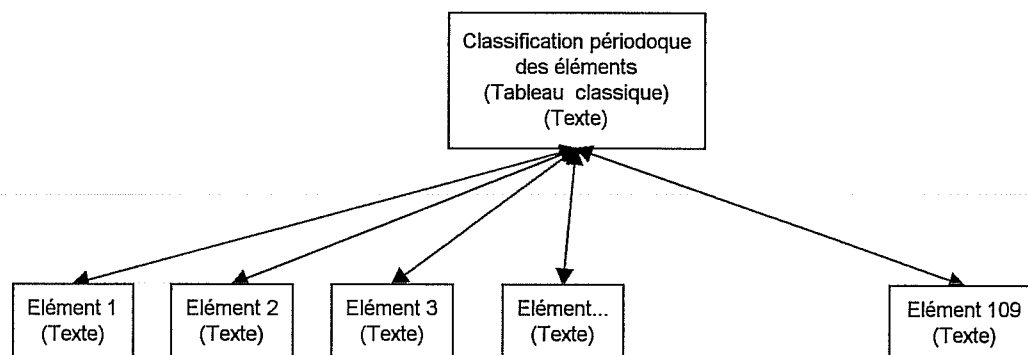 Classification périodoque
des éléments
(Tableau classique)
(Texte)
Elément 1
(Texte)
Elément 2
(Texte)
Elément 3
(Texte)
Elément...
(Texte)
Elément 109
(Texte)